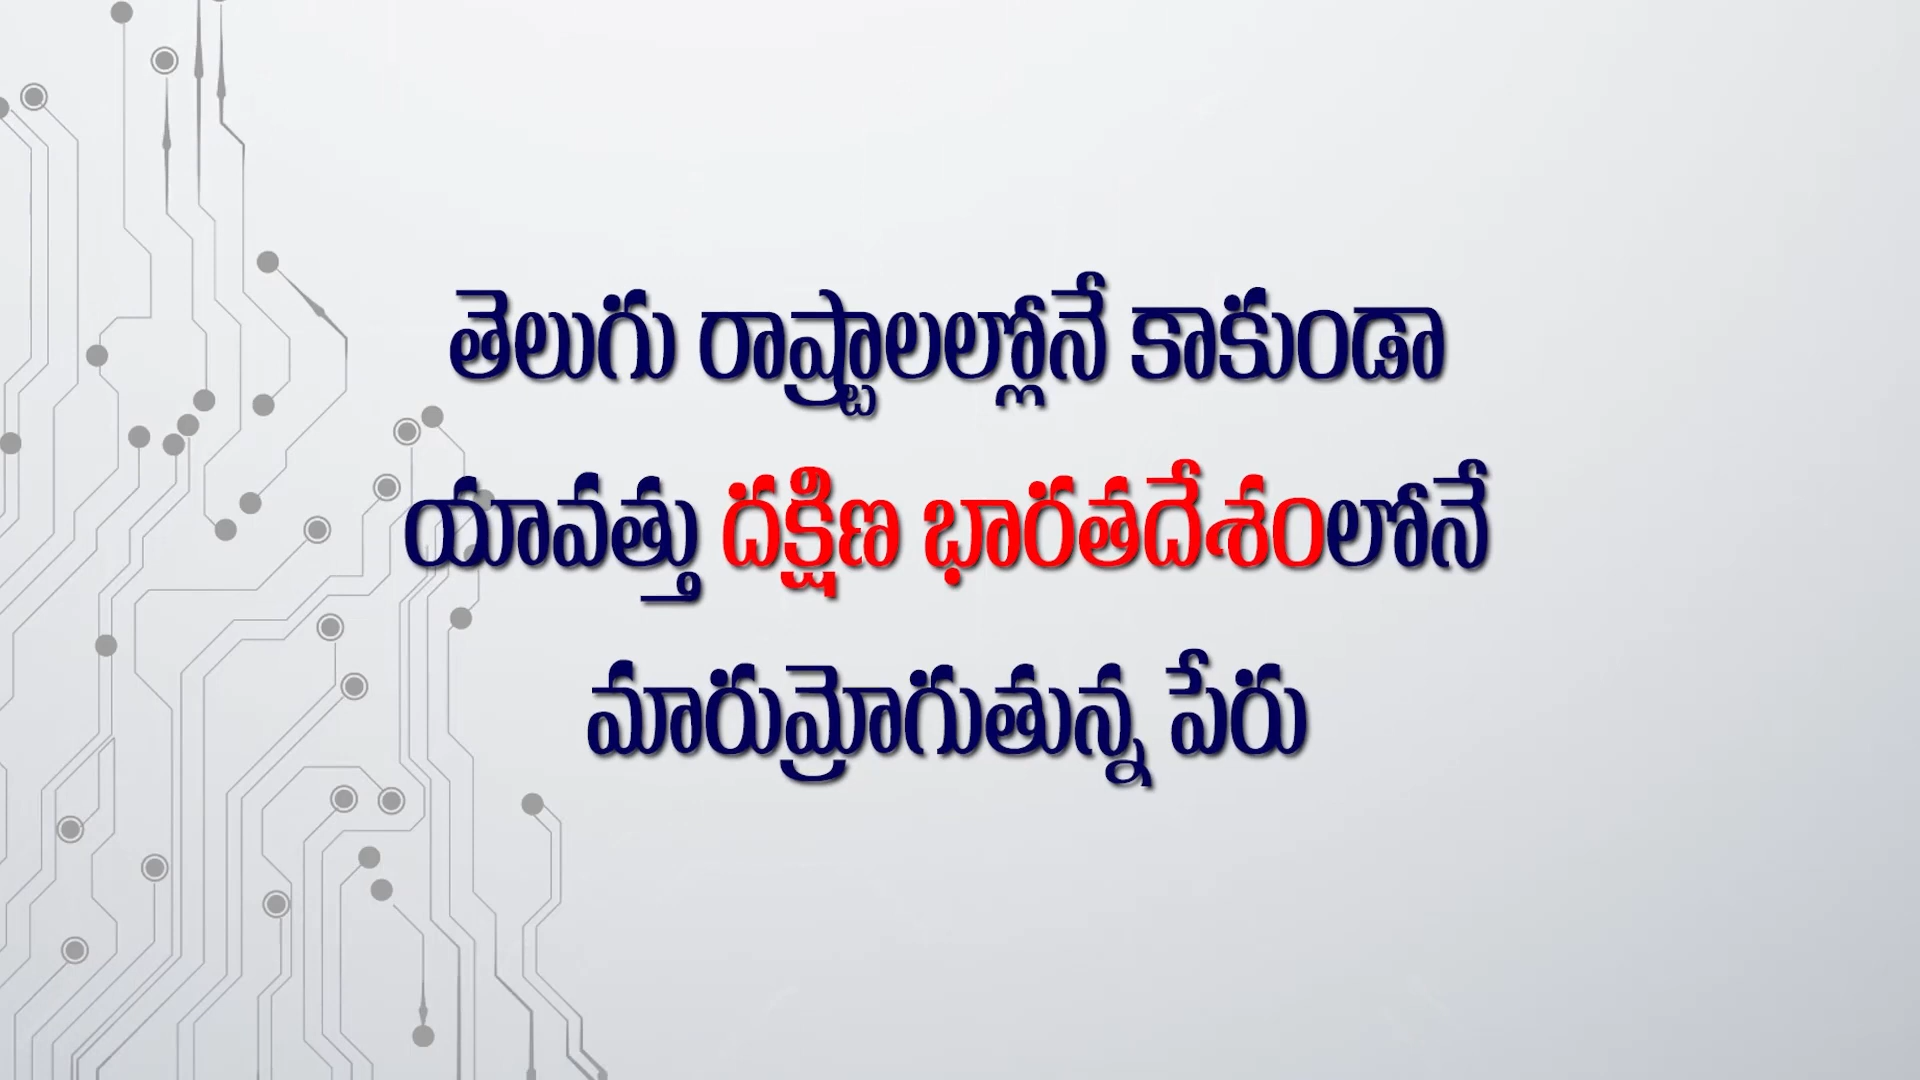 తెలుగు రాష్ట్రాలల్లోనే కాకుండా
యావత్తు దక్షిణ భారతదేశంలోనే
మారుమ్రోగుతున్న పేరు